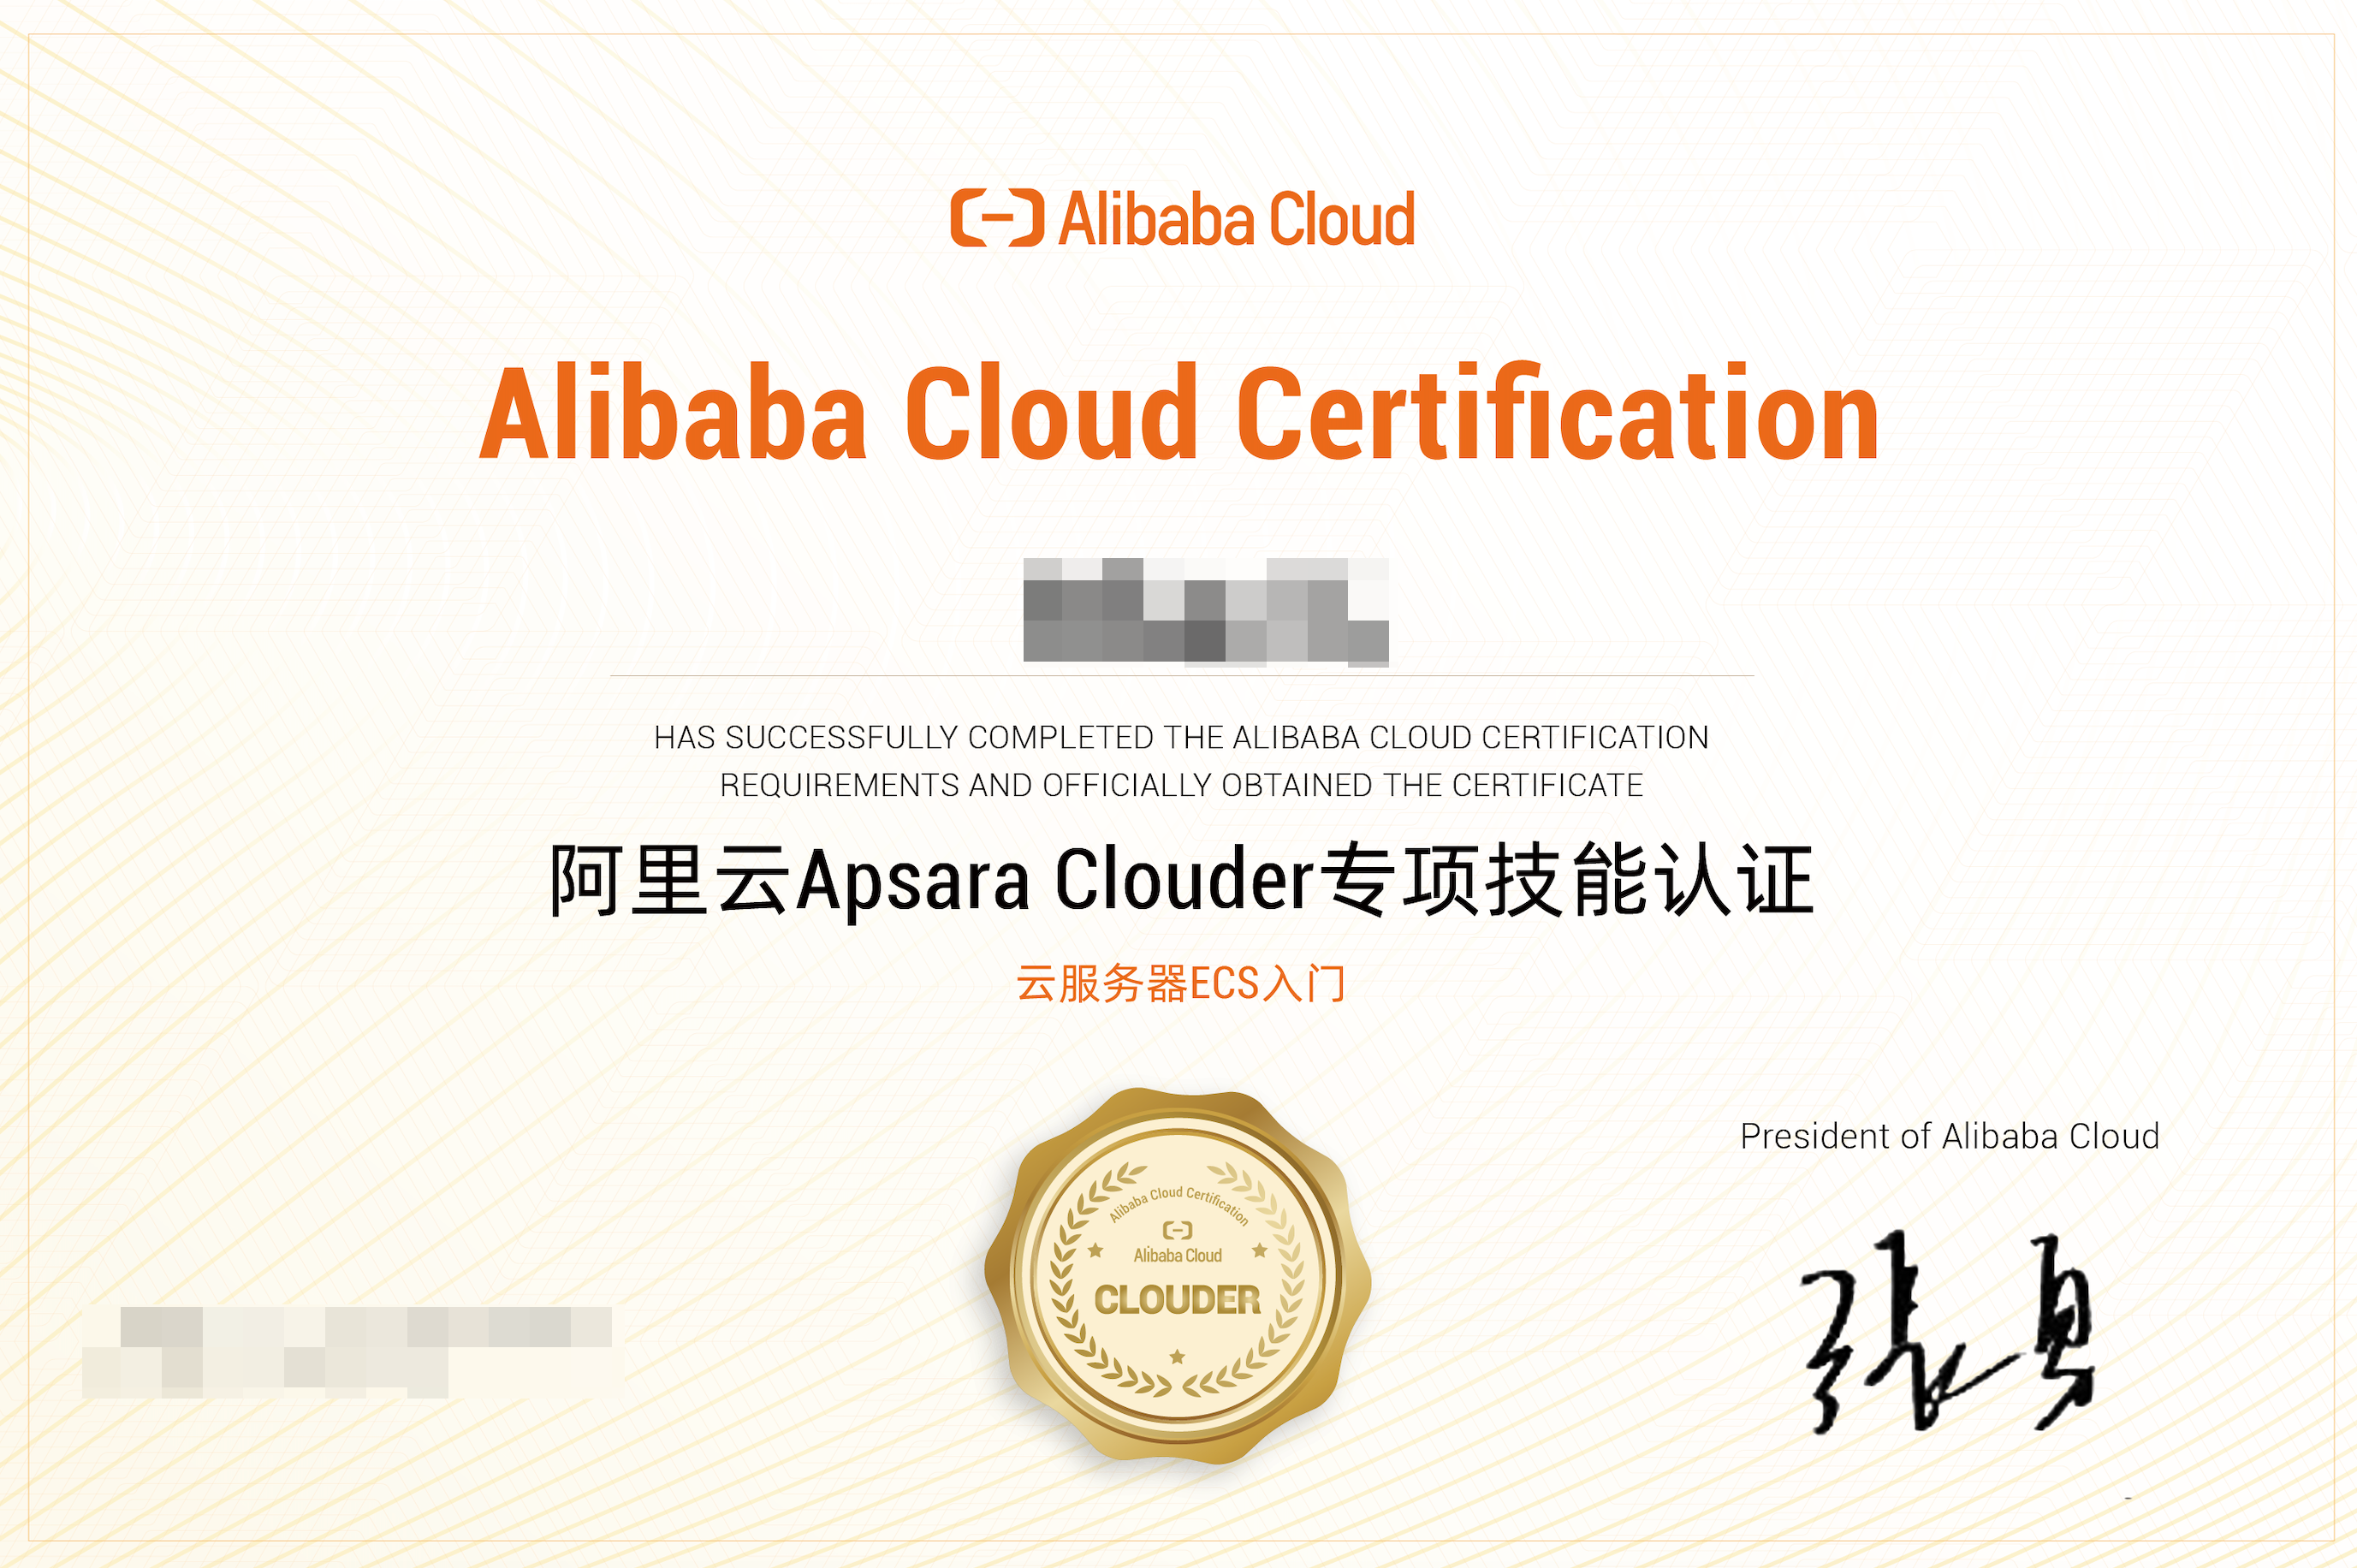 Alibaba Cloud
Alibaba Cloud Certification
HAS SUCCESSFULLY COMPLETED THE ALIBABA CLOUD CERTIFICATION
REQUIREMENTS AND OFFICIALLY OBTAINED THE CERTIFICATE
阿里云Apsara Clouder专项技能认证
云服务器ECS入门
Alibaba Cloud Certification
Alibaba Cloud
CLOUDER
President of Alibaba Cloud